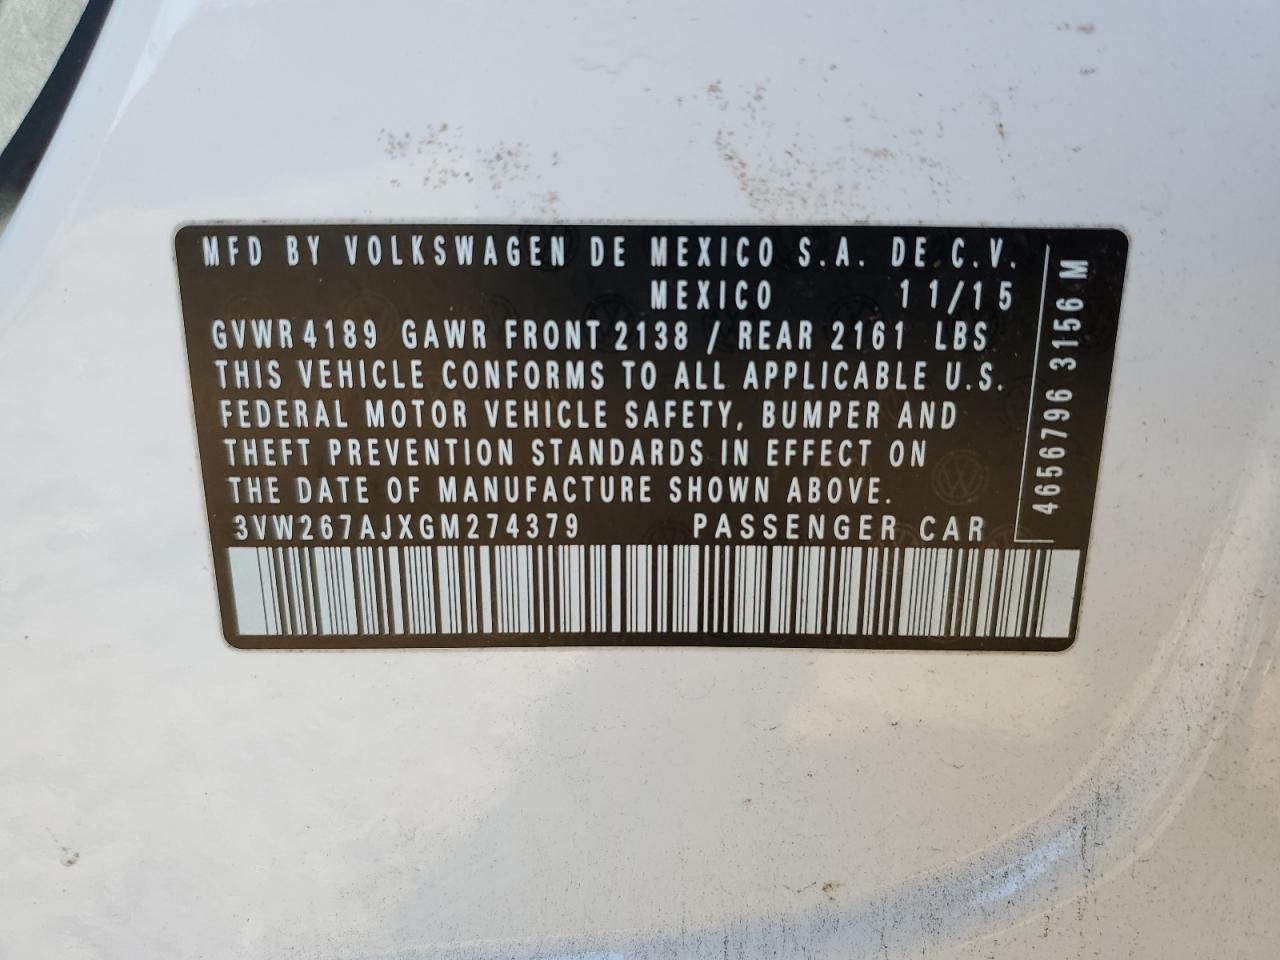 MFD BY VOLKSWAGEN DE MEXICO S.A. DE C.V.
MEXICO 11/15
GVWR 4189 GAWR FRONT 2138 / REAR 2161 LBS
THIS VEHICLE CONFORMS TO ALL APPLICABLE U.S.
FEDERAL MOTOR VEHICLE SAFETY, BUMPER AND
THEFT PREVENTION STANDARDS IN EFFECT ON
THE DATE OF MANUFACTURE SHOWN ABOVE.
3VW267AJXGM274379 PASSENGER CAR
4656796 3156 M